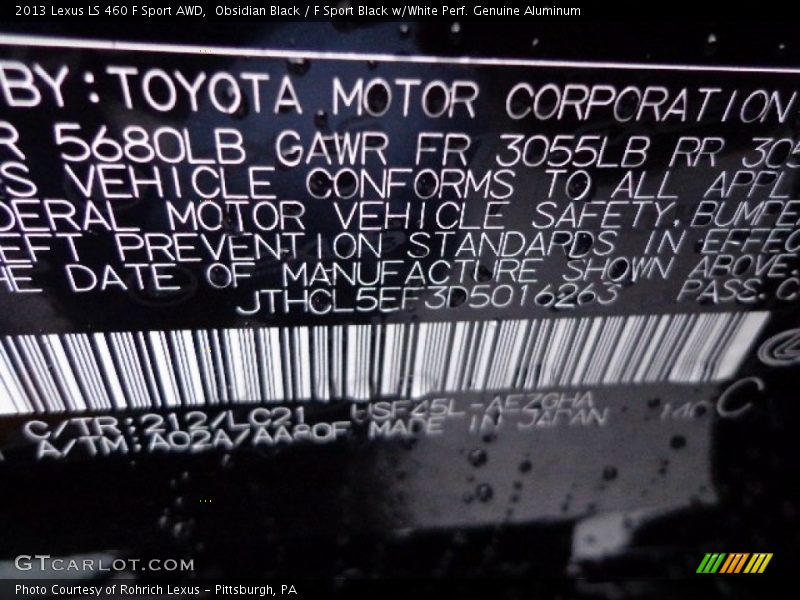 2013 Lexus LS 460 F Sport AWD,  Obsidian Black / F Sport Black w/White Perf. Genuine Aluminum
BY: TOYOTA MOTOR CORPORATION
R 5680LB GAWR FR 3055LB RR 305
S VEHICLE CONFORMS TO ALL APPL
DERAL MOTOR VEHICLE SAFETY, BUMPE
EFT PREVENTION STANDARDS IN EFFEC
HE DATE OF MANUFACTURE SHOWN ABOVE.
JTHCL5EF3D5016263 PASS.C
C/TR:212/LC21 USF45L-AEZGHA 140 C
A/TM:A02A/AA80F MADE IN JAPAN
GTCARLOT.COM
Photo Courtesy of Rohrich Lexus - Pittsburgh, PA